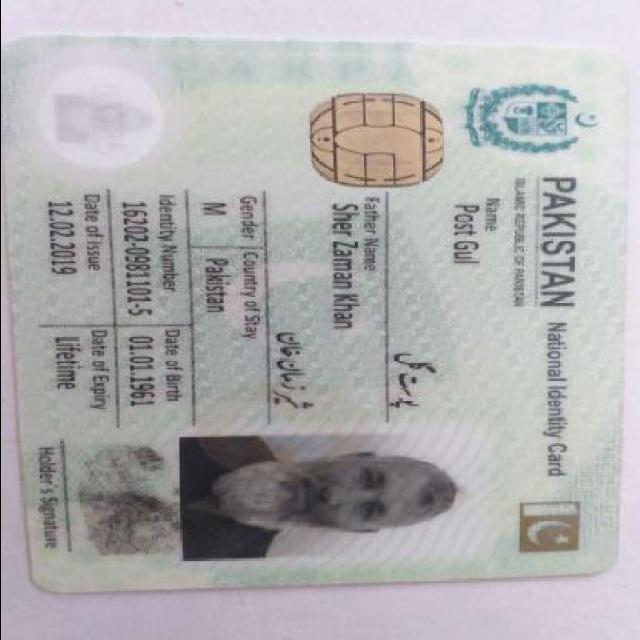 PAKISTAN National Identity Card
ISLAMIC REPUBLIC OF PAKISTAN
Name
Post Gul
پوست گل
Father Name
Sher Zaman Khan
شیر زمان خان
Gender Country of Stay
M Pakistan
Identity Number Date of Birth
16202-0981101-5 01.01.1961
Date of Issue Date of Expiry
12.02.2019 Lifetime
Holder's Signature